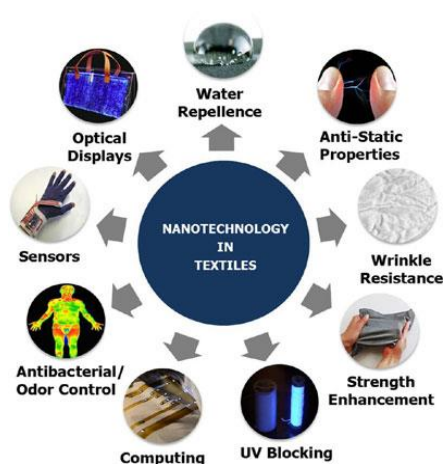 Water
Repellence
Anti-Static
Properties
Wrinkle
Resistance
Strength
Enhancement
UV Blocking
Computing
Antibacterial/
Odor Control
Sensors
Optical
Displays
NANOTECHNOLOGY
IN
TEXTILES